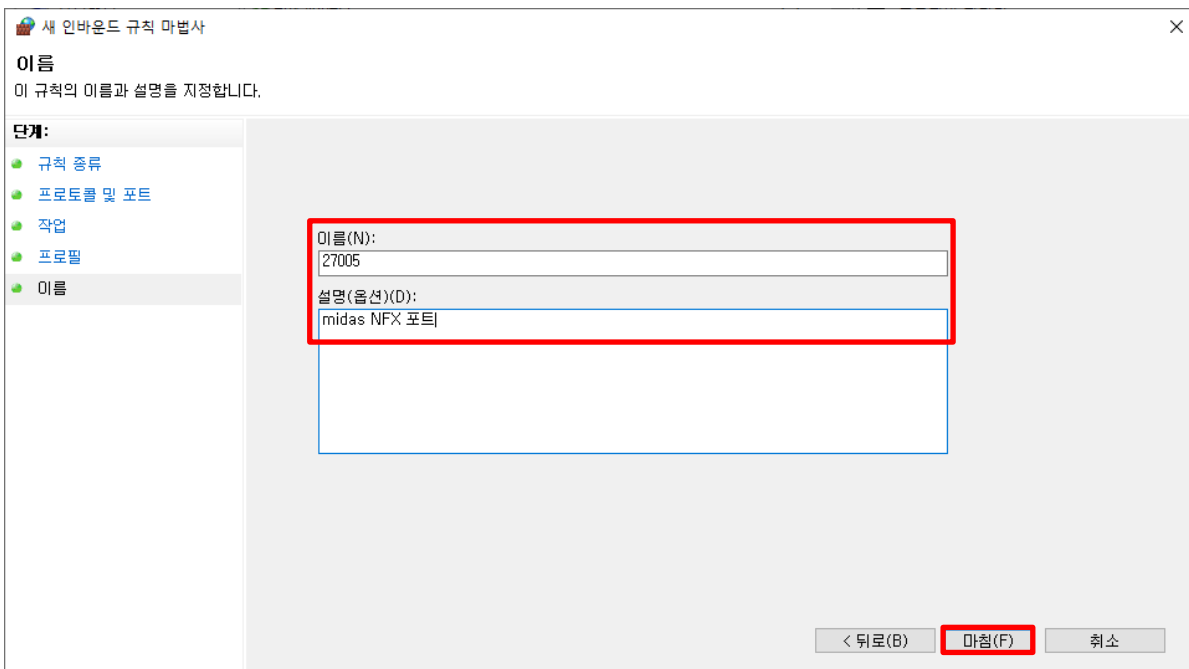 새 인바운드 규칙 마법사
이름
이 규칙의 이름과 설명을 지정합니다.
단계:
규칙 종류
프로토콜 및 포트
작업
프로필
이름
이름(N):
27005
설명(옵션)(D):
midas NFX 포트
< 뒤로(B) 마침(F) 취소